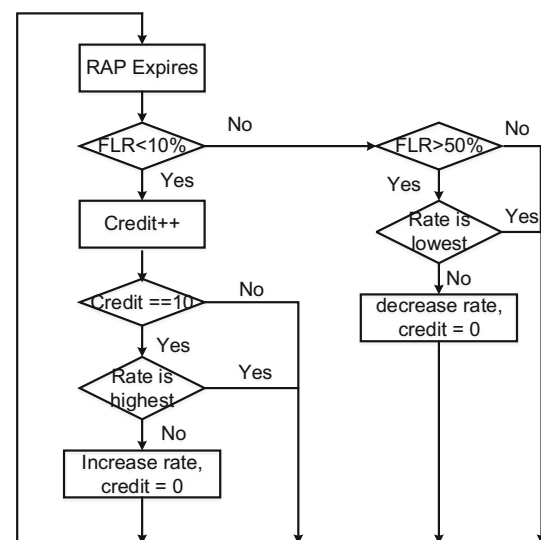 RAP Expires
FLR<10%
No
FLR>50%
No
Yes
Yes
Credit++
Rate is
lowest
Yes
No
Credit ==10
No
decrease rate,
credit = 0
Yes
Rate is
highest
Yes
No
Increase rate,
credit = 0